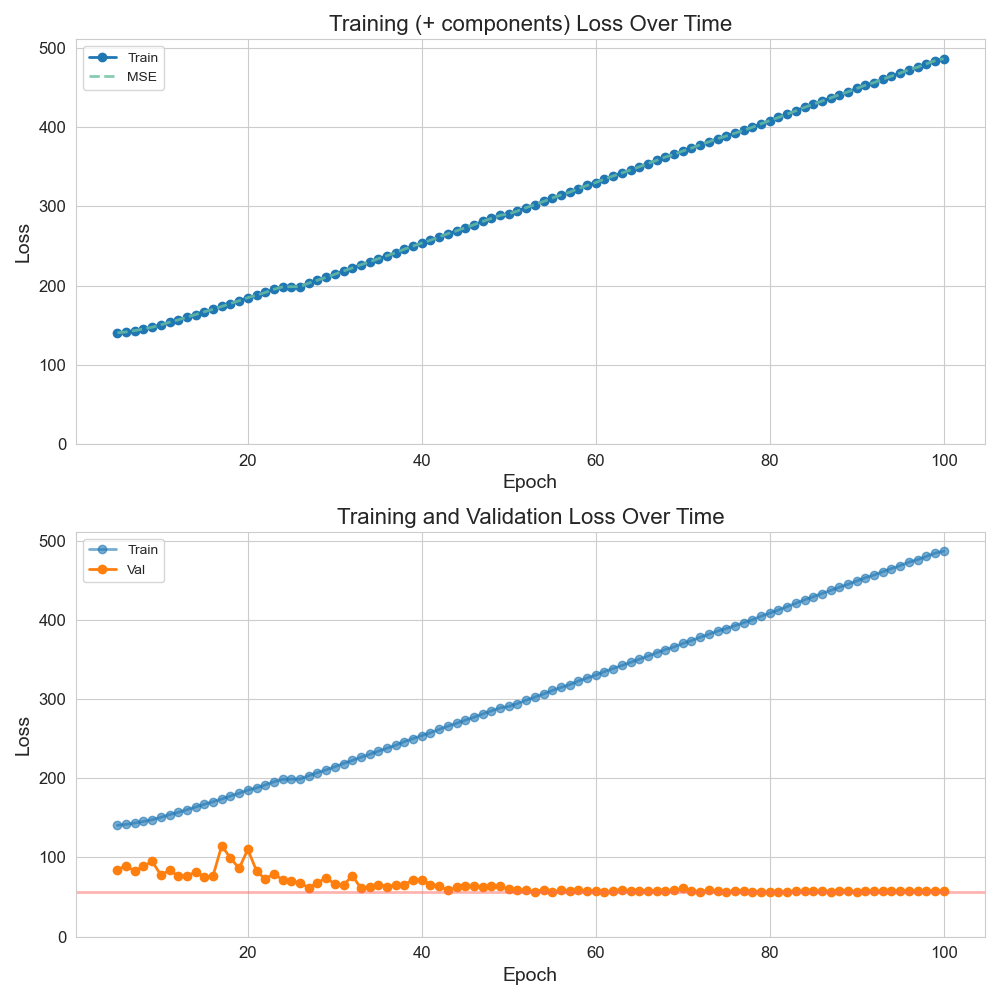 Training (+ components) Loss Over Time
Train
MSE
500
400
300
200
100
0
Loss
20 40 60 80 100
Epoch
Training and Validation Loss Over Time
Train
Val
500
400
300
200
100
0
Loss
20 40 60 80 100
Epoch